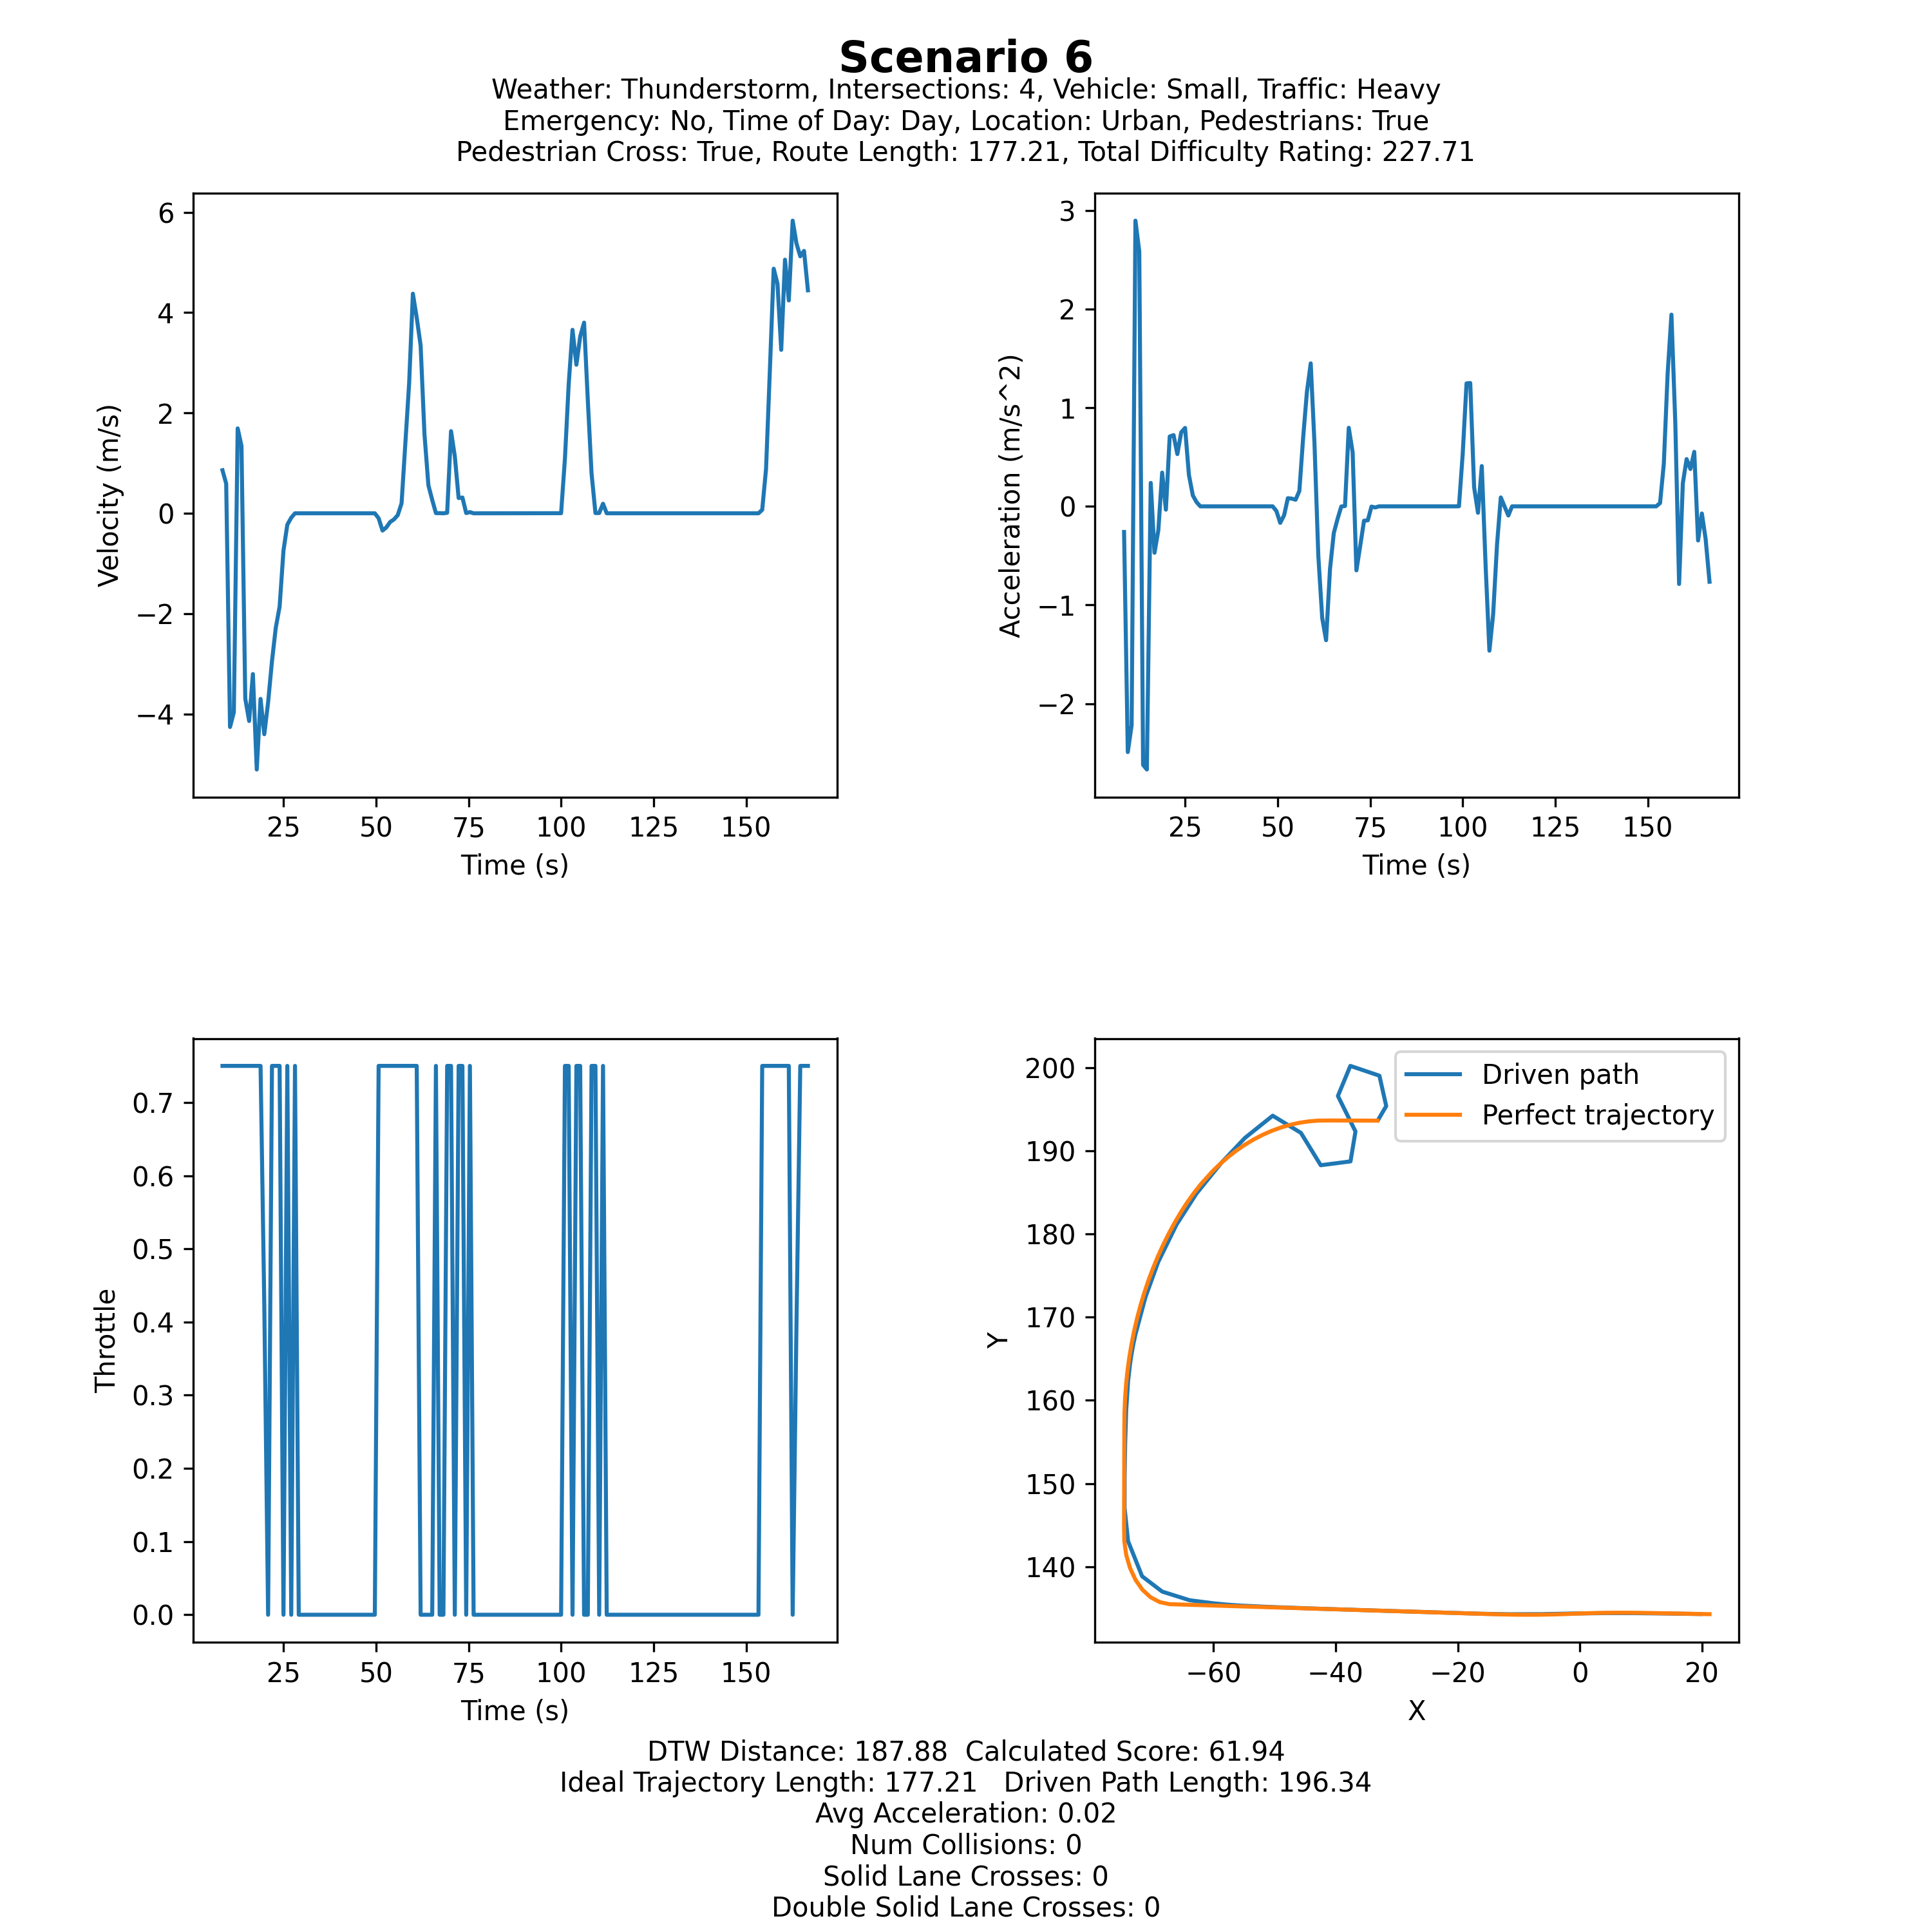 Scenario 6
Weather: Thunderstorm, Intersections: 4, Vehicle: Small, Traffic: Heavy
Emergency: No, Time of Day: Day, Location: Urban, Pedestrians: True
Pedestrian Cross: True, Route Length: 177.21, Total Difficulty Rating: 227.71
6
4
2
0
−2
−4
Velocity (m/s)
25 50 75 100 125 150
Time (s)
3
2
1
0
−1
−2
Acceleration (m/s^2)
25 50 75 100 125 150
Time (s)
0.7
0.6
0.5
0.4
0.3
0.2
0.1
0.0
Throttle
25 50 75 100 125 150
Time (s)
Driven path
Perfect trajectory
200
190
180
170
160
150
140
Y
−60 −40 −20 0 20
X
DTW Distance: 187.88 Calculated Score: 61.94
Ideal Trajectory Length: 177.21 Driven Path Length: 196.34
Avg Acceleration: 0.02
Num Collisions: 0
Solid Lane Crosses: 0
Double Solid Lane Crosses: 0